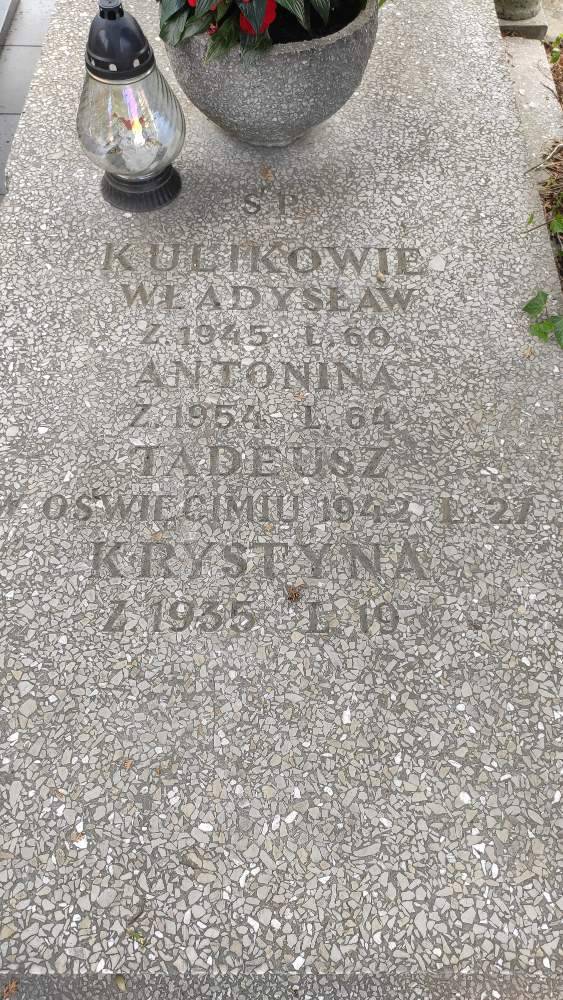 Ś.P.
KULIKOWIE
WŁADYSŁAW
Ż.1945 L.60
ANTONINA
Ż.1954 L.64
TADEUSZ
W OŚWIĘCIMIU 1942 L.27
KRYSTYNA
Ż.1935 L.19